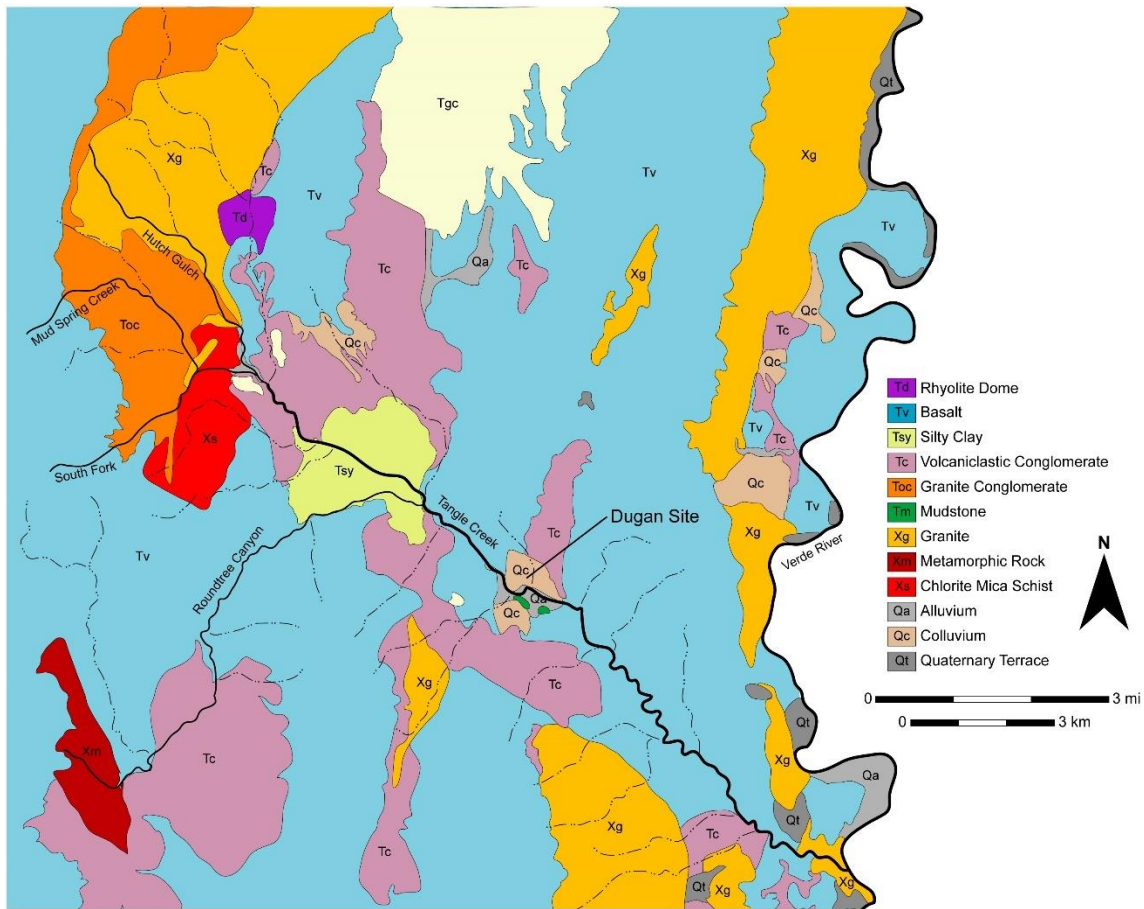 Qt
Tgc
Xg
Xg
Tc
Tv
Tv
Td
Tv
Hutch Gulch
Tc
Qa
Tc
Xg
Mud Spring Creek
Toc
Qc
Qc
Tc
Qc
Tv
Tc
Xs
South Fork
Tsy
Qc
Tv
Tangle Creek
Dugan Site
Tc
Tc
Xg
Verde River
Tv
Roundtree Canyon
Qc
Qa
Qc
Xg
Tc
Xm
Tc
Qt
Xg
Qa
Xg
Qt
Tc
Tc
Qt
Xg
Xg
Td Rhyolite Dome
Tv Basalt
Tsy Silty Clay
Tc Volcaniclastic Conglomerate
Toc Granite Conglomerate
Tm Mudstone
Xg Granite
Xm Metamorphic Rock
Xs Chlorite Mica Schist
Qa Alluvium
Qc Colluvium
Qt Quaternary Terrace
N
0 3 mi
0 3 km